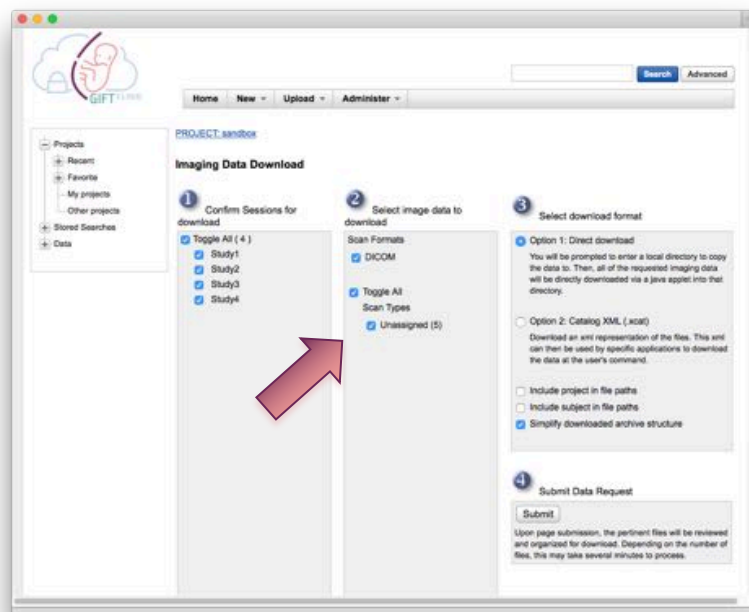 GIFT CLOUD
Search Advanced
Home New Upload Administer
PROJECT: sandbox
Projects
Recent
Favorite
My projects
Other projects
Stored Searches
Data
Imaging Data Download
1 Confirm Sessions for
download
Toggle All ( 4 )
Study1
Study2
Study3
Study4
2 Select image data to
download
Scan Formats
DICOM
Toggle All
Scan Types
Unassigned (5)
3 Select download format
Option 1: Direct download
You will be prompted to enter a local directory to copy
the data to. Then, all of the requested imaging data
will be directly downloaded via a java applet into that
directory.
Option 2: Catalog XML (.xcat)
Download an xml representation of the files. This xml
can then be used by specific applications to download
the data at the user's command.
Include project in file paths
Include subject in file paths
Simplify downloaded archive structure
4 Submit Data Request
Submit
Upon page submission, the pertinent files will be reviewed
and organized for download. Depending on the number of
files, this may take several minutes to process.